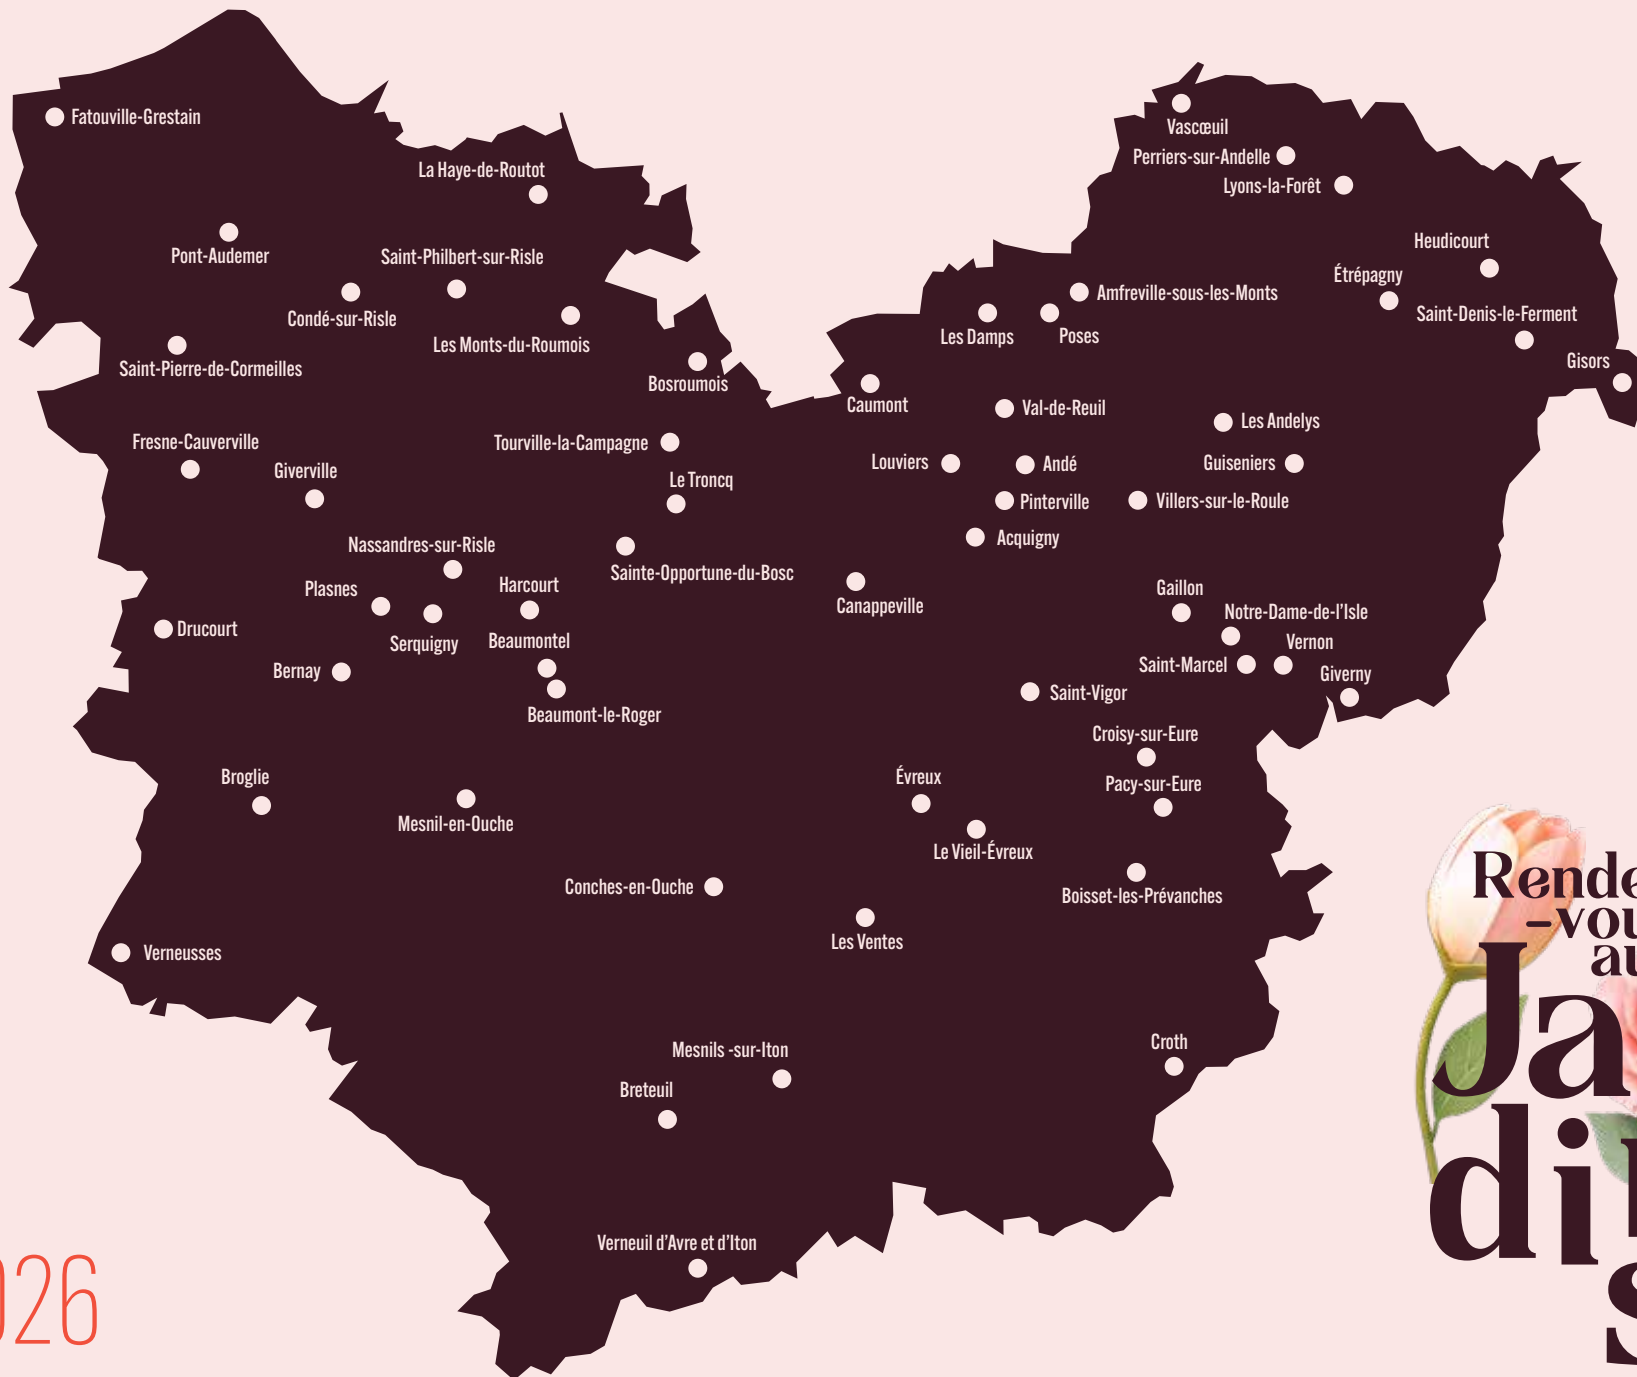 Fatouville-Grestain
La Haye-de-Routot
Pont-Audemer
Saint-Philbert-sur-Risle
Condé-sur-Risle
Les Monts-du-Roumois
Saint-Pierre-de-Cormeilles
Bosroumois
Vascœuil
Perriers-sur-Andelle
Lyons-la-Forêt
Heudicourt
Étrépagny
Amfreville-sous-les-Monts
Saint-Denis-le-Ferment
Les Damps
Poses
Gisors
Caumont
Val-de-Reuil
Les Andelys
Fresne-Cauverville
Tourville-la-Campagne
Louviers
Andé
Guiseniers
Giverville
Le Troncq
Pinterville
Villers-sur-le-Roule
Acquigny
Nassandres-sur-Risle
Sainte-Opportune-du-Bosc
Plasnes
Harcourt
Canappeville
Gaillon
Notre-Dame-de-l'Isle
Drucourt
Serquigny
Beaumontel
Vernon
Bernay
Saint-Marcel
Giverny
Saint-Vigor
Beaumont-le-Roger
Croisy-sur-Eure
Broglie
Évreux
Pacy-sur-Eure
Mesnil-en-Ouche
Le Vieil-Évreux
Conches-en-Ouche
Boisset-les-Prévanches
Les Ventes
Verneusses
Mesnils -sur-Iton
Croth
Breteuil
Verneuil d'Avre et d'Iton
026
Rende
-vou
au
Ja
di
s